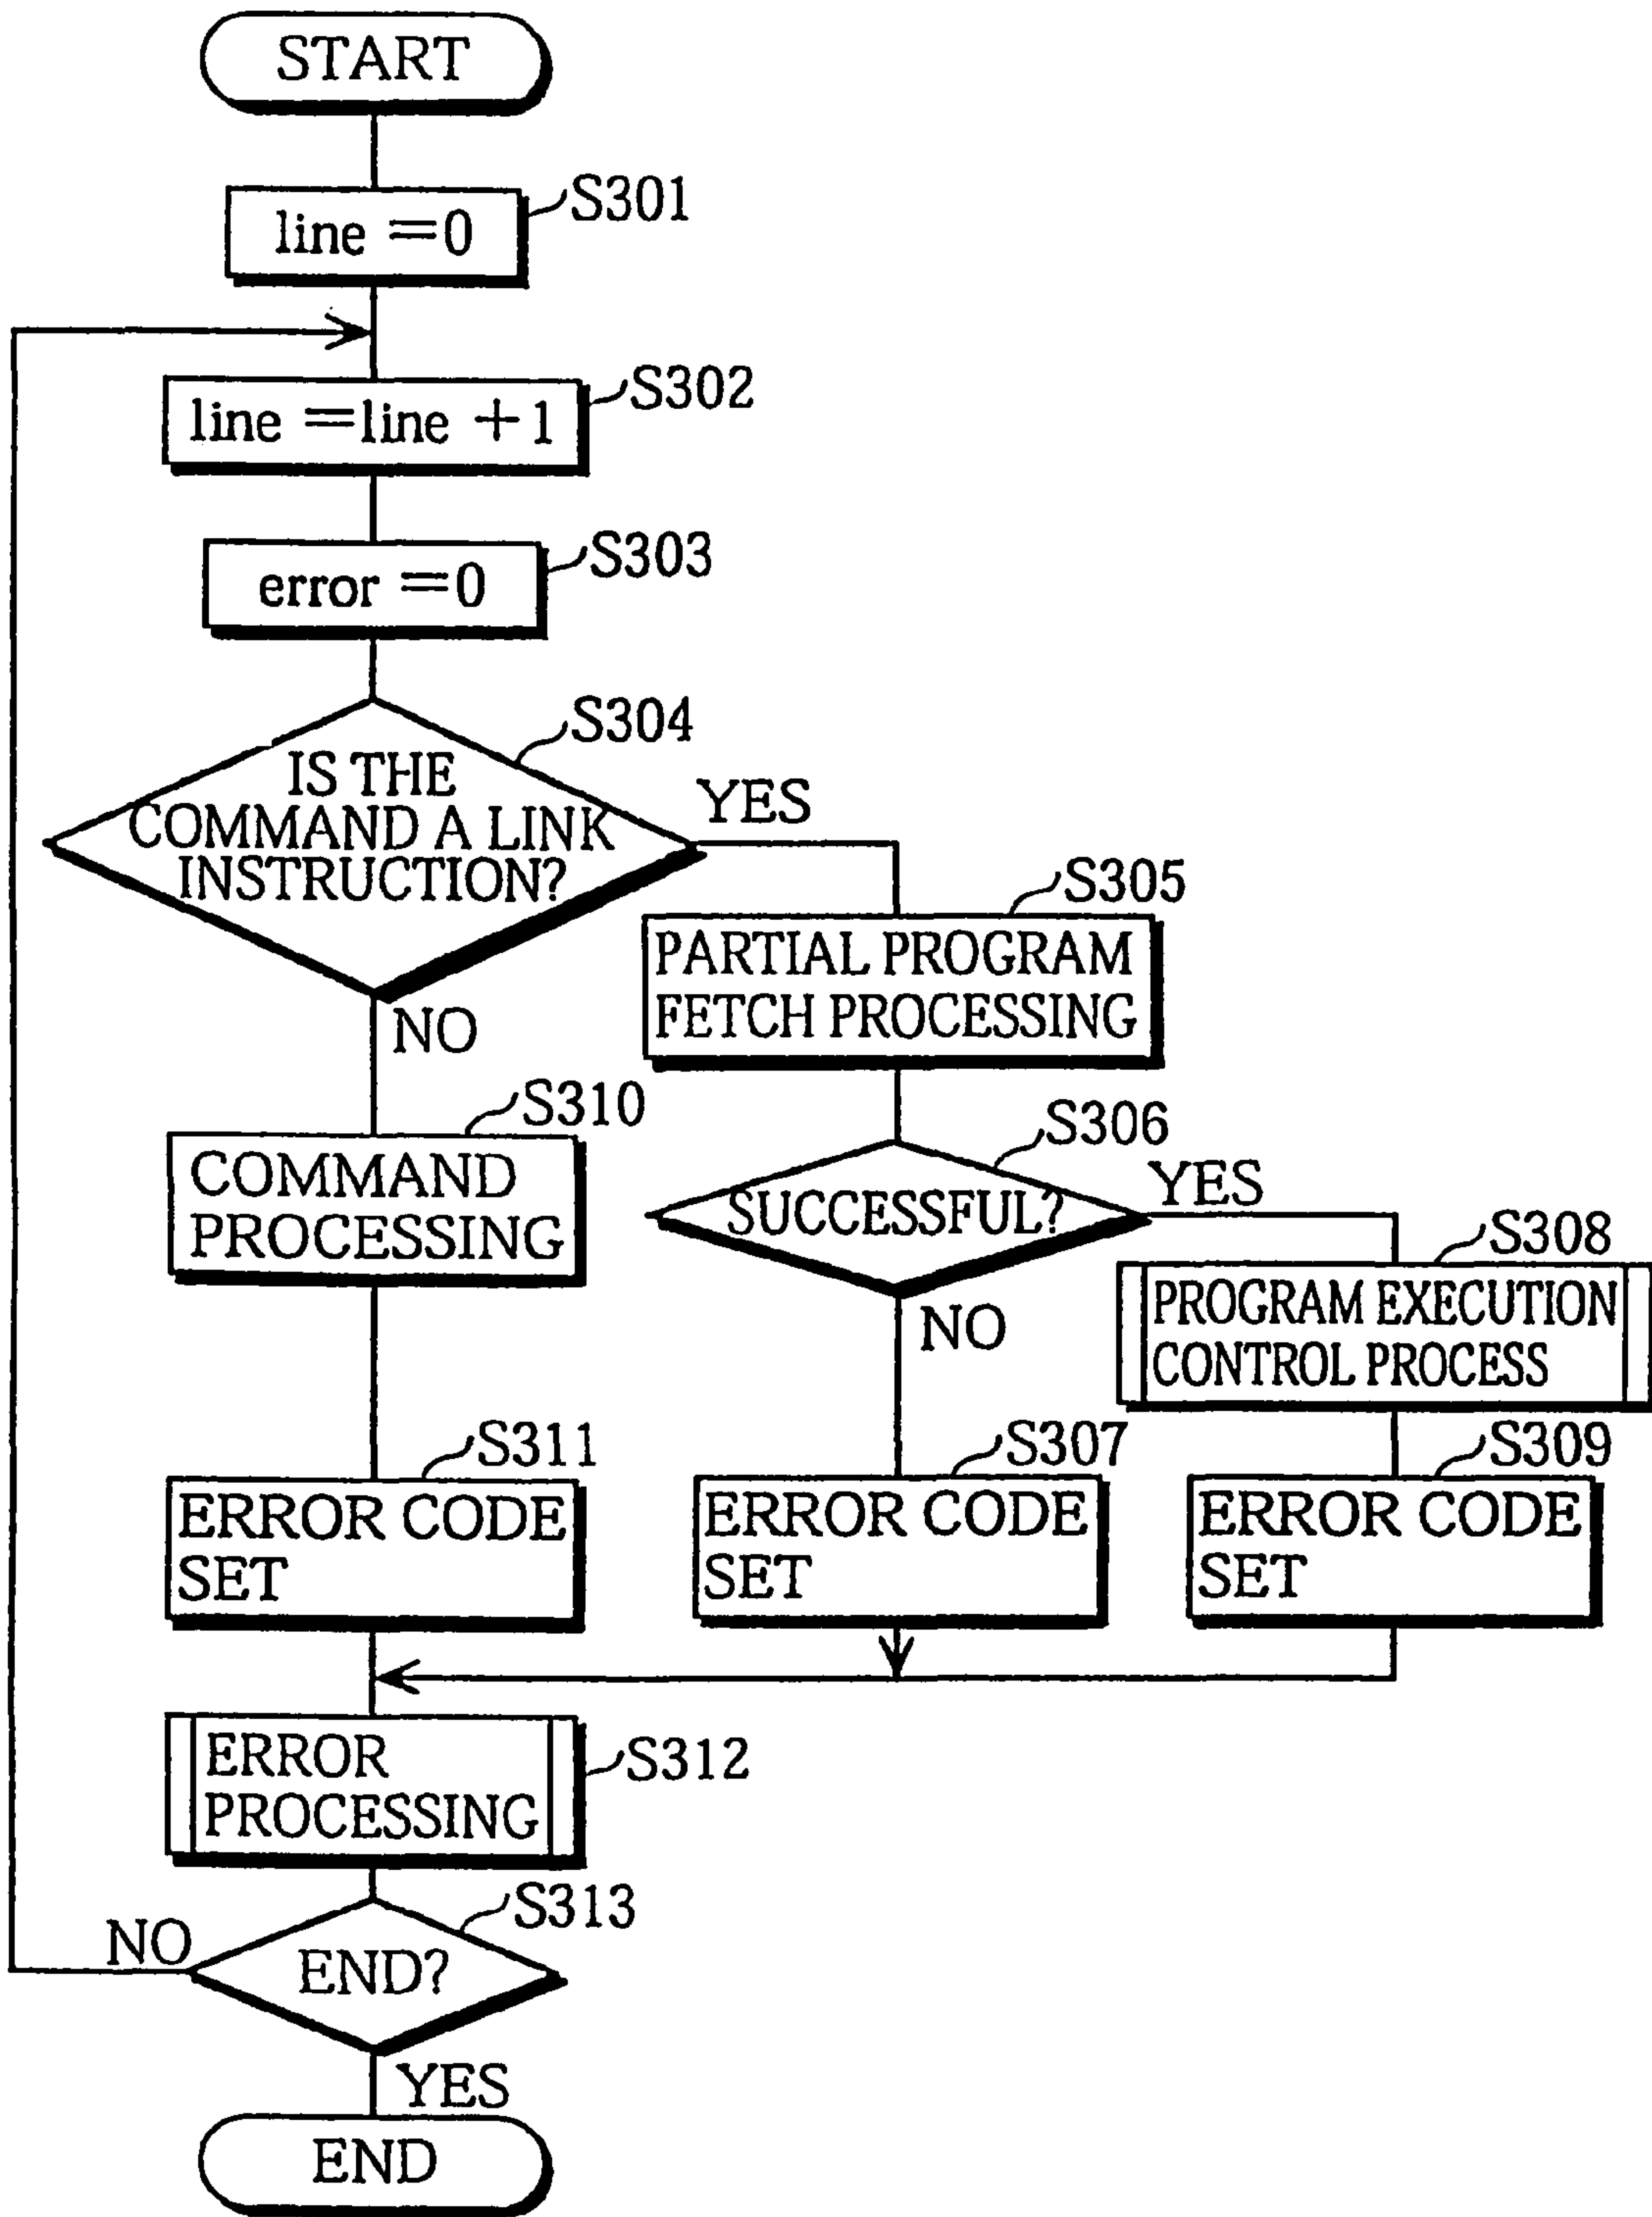 START
S301
line =0
S302
line =line +1
S303
error =0
S304
IS THE
COMMAND A LINK
INSTRUCTION?
YES
NO
S305
PARTIAL PROGRAM
FETCH PROCESSING
S310
COMMAND
PROCESSING
S306
SUCCESSFUL?
YES
NO
S308
PROGRAM EXECUTION
CONTROL PROCESS
S311
ERROR CODE
SET
S307
ERROR CODE
SET
S309
ERROR CODE
SET
S312
ERROR
PROCESSING
S313
NO
END?
YES
END